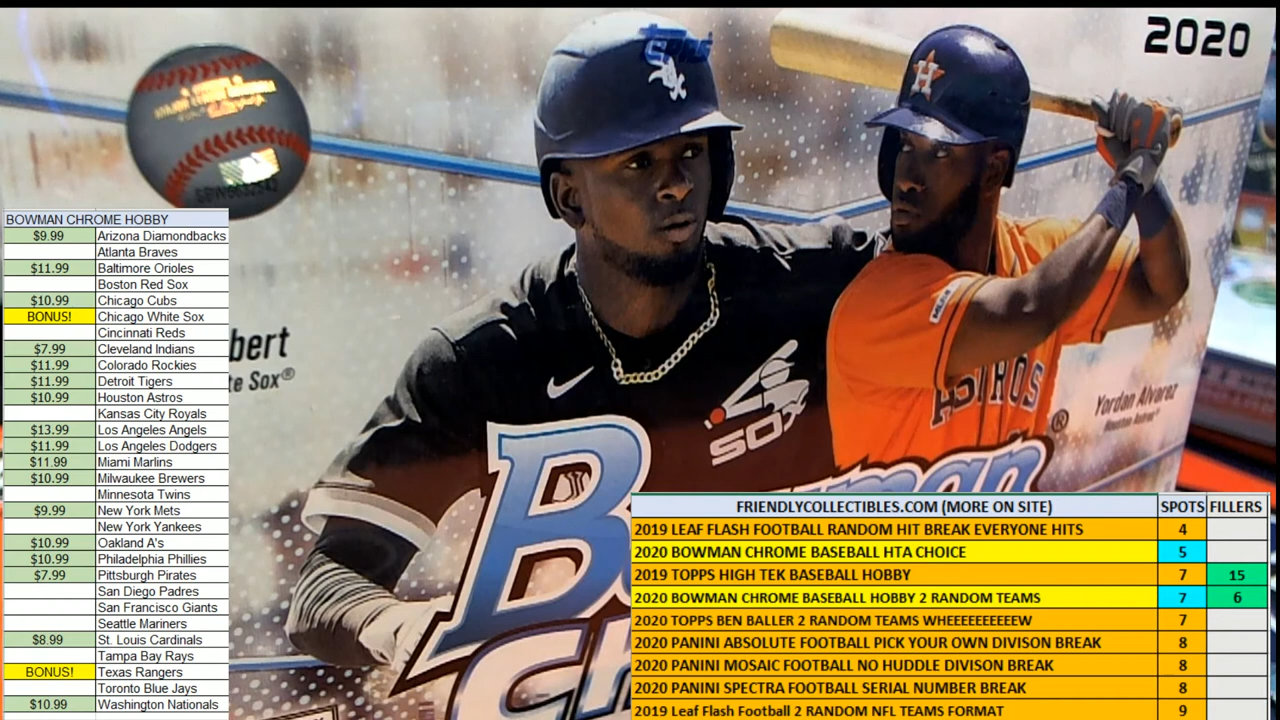 2020
BOWMAN CHROME HOBBY
$9.99 Arizona Diamondbacks
Atlanta Braves
$11.99 Baltimore Orioles
Boston Red Sox
$10.99 Chicago Cubs
BONUS! Chicago White Sox
Cincinnati Reds
$7.99 Cleveland Indians
$11.99 Colorado Rockies
$11.99 Detroit Tigers
$10.99 Houston Astros
Kansas City Royals
$13.99 Los Angeles Angels
$11.99 Los Angeles Dodgers
$11.99 Miami Marlins
$10.99 Milwaukee Brewers
Minnesota Twins
$9.99 New York Mets
New York Yankees
$10.99 Oakland A's
$10.99 Philadelphia Phillies
$7.99 Pittsburgh Pirates
San Diego Padres
San Francisco Giants
Seattle Mariners
$8.99 St. Louis Cardinals
Tampa Bay Rays
BONUS! Texas Rangers
Toronto Blue Jays
$10.99 Washington Nationals
bert
te Sox®
SOX
H
ASTROS
Yordan Alvarez
Houston Astros®
®
FRIENDLYCOLLECTIBLES.COM (MORE ON SITE) SPOTS FILLERS
2019 LEAF FLASH FOOTBALL RANDOM HIT BREAK EVERYONE HITS 4
2020 BOWMAN CHROME BASEBALL HTA CHOICE 5
2019 TOPPS HIGH TEK BASEBALL HOBBY 7 15
2020 BOWMAN CHROME BASEBALL HOBBY 2 RANDOM TEAMS 7 6
2020 TOPPS BEN BALLER 2 RANDOM TEAMS WHEEEEEEEEEW 7
2020 PANINI ABSOLUTE FOOTBALL PICK YOUR OWN DIVISON BREAK 8
2020 PANINI MOSAIC FOOTBALL NO HUDDLE DIVISON BREAK 8
2020 PANINI SPECTRA FOOTBALL SERIAL NUMBER BREAK 8
2019 Leaf Flash Football 2 RANDOM NFL TEAMS FORMAT 9